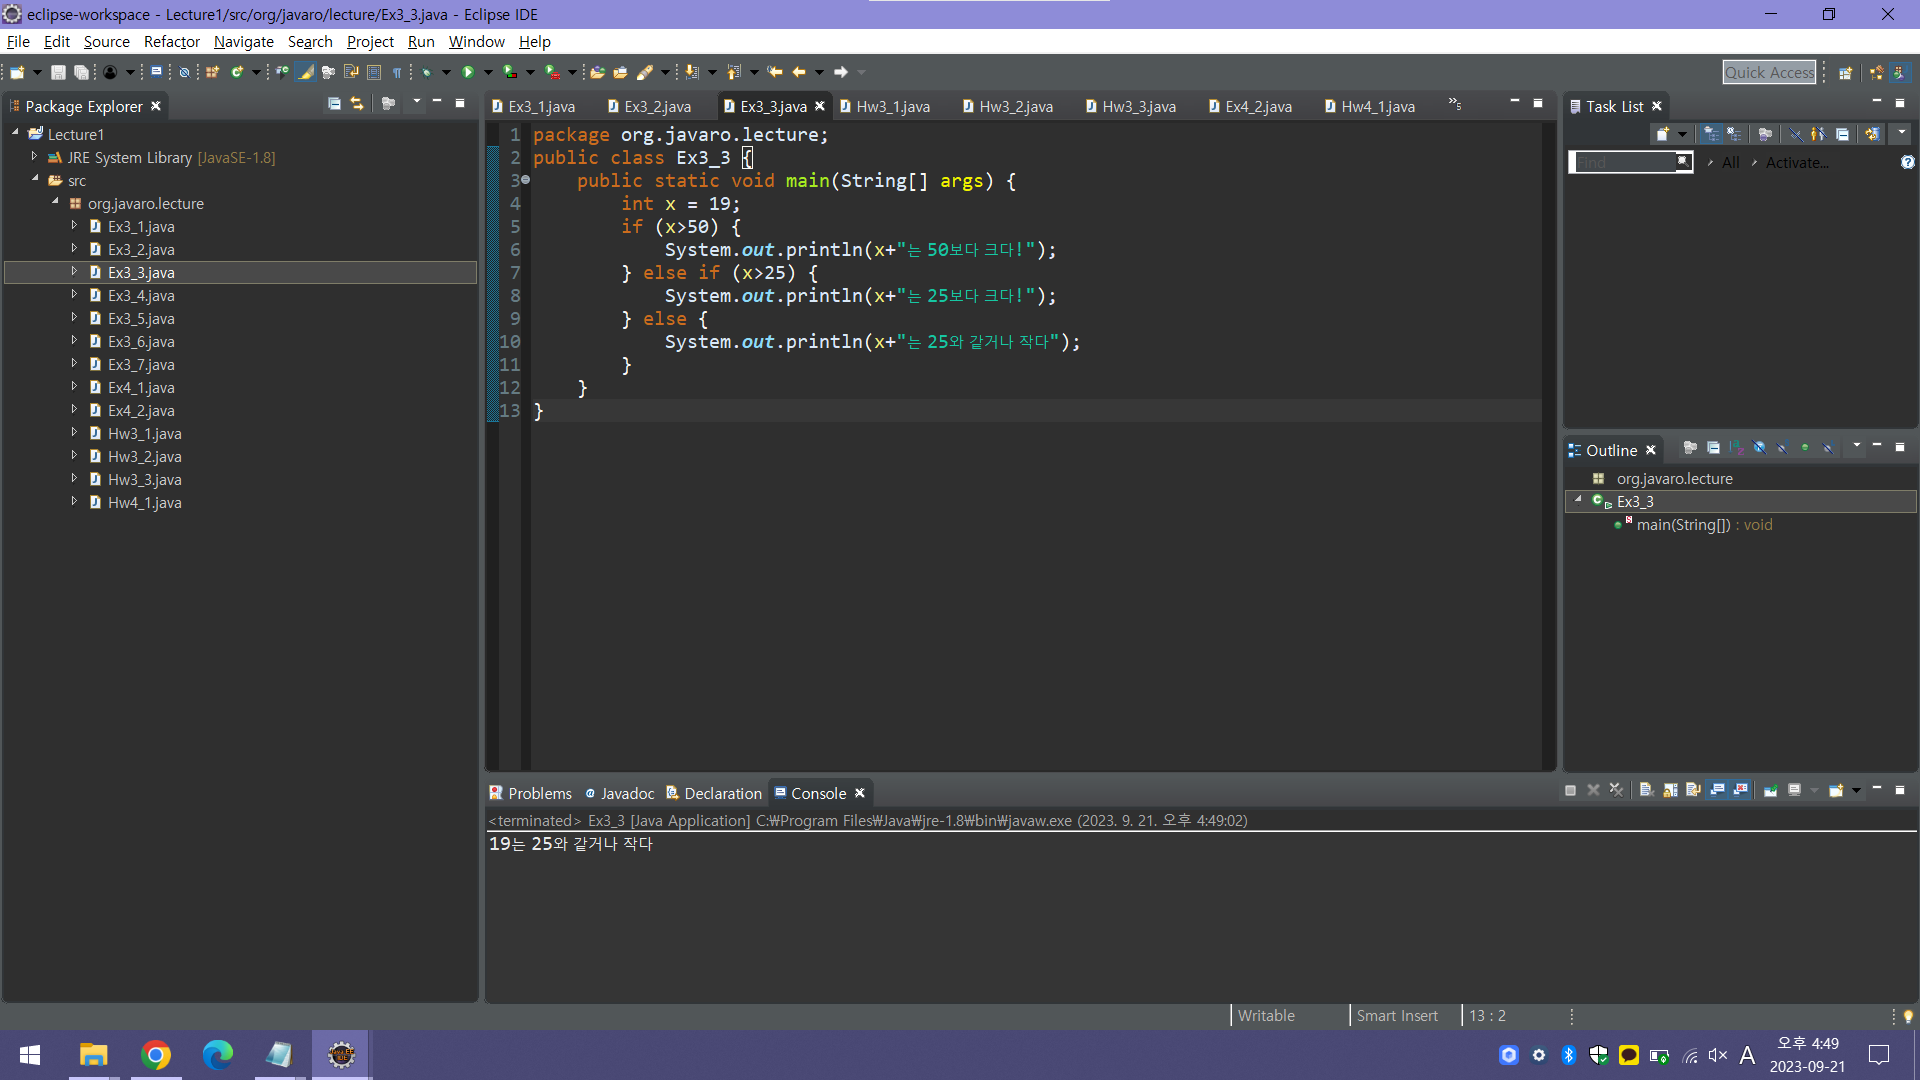 eclipse-workspace - Lecture1/src/org/javaro/lecture/Ex3_3.java - Eclipse IDE
File Edit Source Refactor Navigate Search Project Run Window Help
Quick Access
Package Explorer
Lecture1
JRE System Library [JavaSE-1.8]
src
org.javaro.lecture
Ex3_1.java
Ex3_2.java
Ex3_3.java
Ex3_4.java
Ex3_5.java
Ex3_6.java
Ex3_7.java
Ex4_1.java
Ex4_2.java
Hw3_1.java
Hw3_2.java
Hw3_3.java
Hw4_1.java
Ex3_1.java Ex3_2.java Ex3_3.java Hw3_1.java Hw3_2.java Hw3_3.java Ex4_2.java Hw4_1.java »5
1 package org.javaro.lecture;
2 public class Ex3_3 {
3 public static void main(String[] args) {
4 int x = 19;
5 if (x>50) {
6 System.out.println(x+"는 50보다 크다!");
7 } else if (x>25) {
8 System.out.println(x+"는 25보다 크다!");
9 } else {
10 System.out.println(x+"는 25와 같거나 작다");
11 }
12 }
13 }
Task List
Find All Activate...
Outline
org.javaro.lecture
Ex3_3
main(String[]) : void
Problems @ Javadoc Declaration Console
<terminated> Ex3_3 [Java Application] C:₩Program Files₩Java₩jre-1.8₩bin₩javaw.exe (2023. 9. 21. 오후 4:49:02)
19는 25와 같거나 작다
Writable Smart Insert 13 : 2
A
오후 4:49
2023-09-21